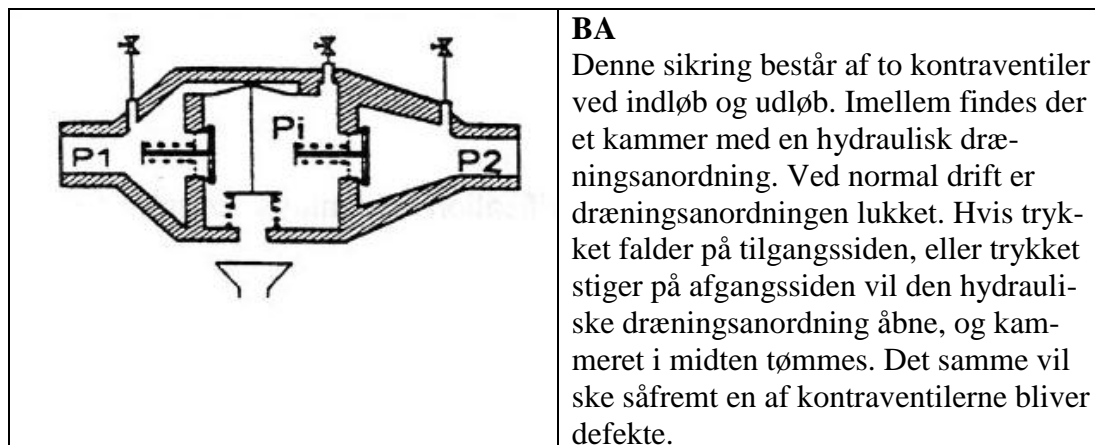 P1
Pi
P2
BA
Denne sikring består af to kontraventiler
ved indløb og udløb. Imellem findes der
et kammer med en hydraulisk dræ-
ningsanordning. Ved normal drift er
dræningsanordningen lukket. Hvis tryk-
ket falder på tilgangssiden, eller trykket
stiger på afgangssiden vil den hydrauli-
ske dræningsanordning åbne, og kam-
meret i midten tømmes. Det samme vil
ske såfremt en af kontraventilerne bliver
defekte.